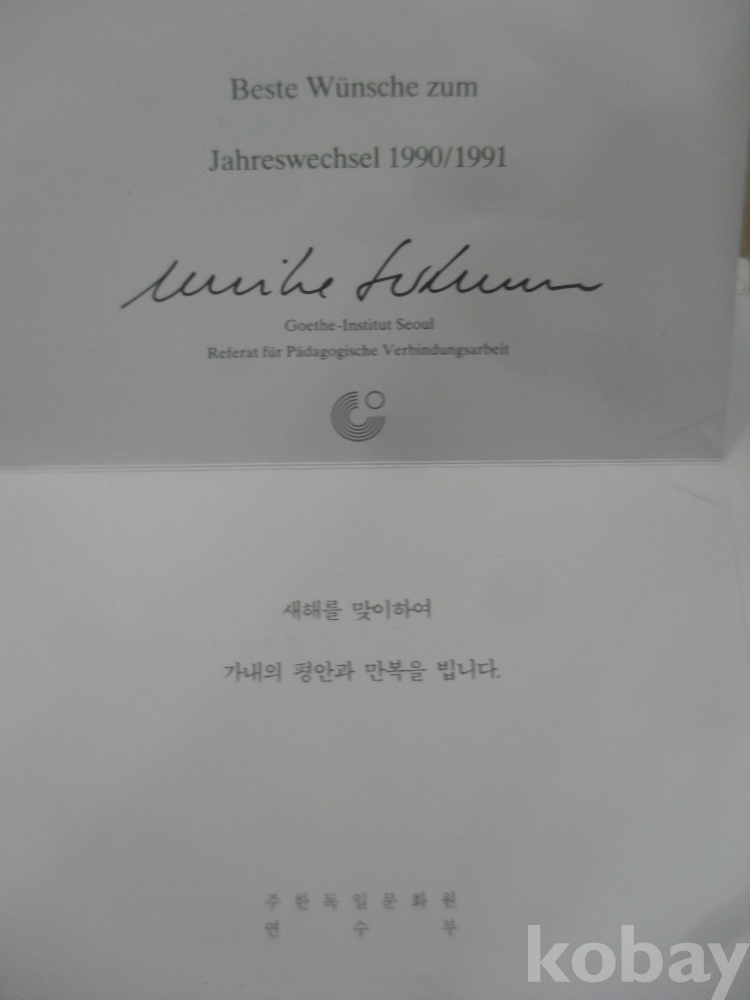 Beste Wünsche zum
Jahreswechsel 1990/1991
Goethe-Institut Seoul
Referat für Pädagogische Verbindungsarbeit
새해를 맞이하여
가내의 평안과 만복을 빕니다.
주한독일문화원
연수부
kobay